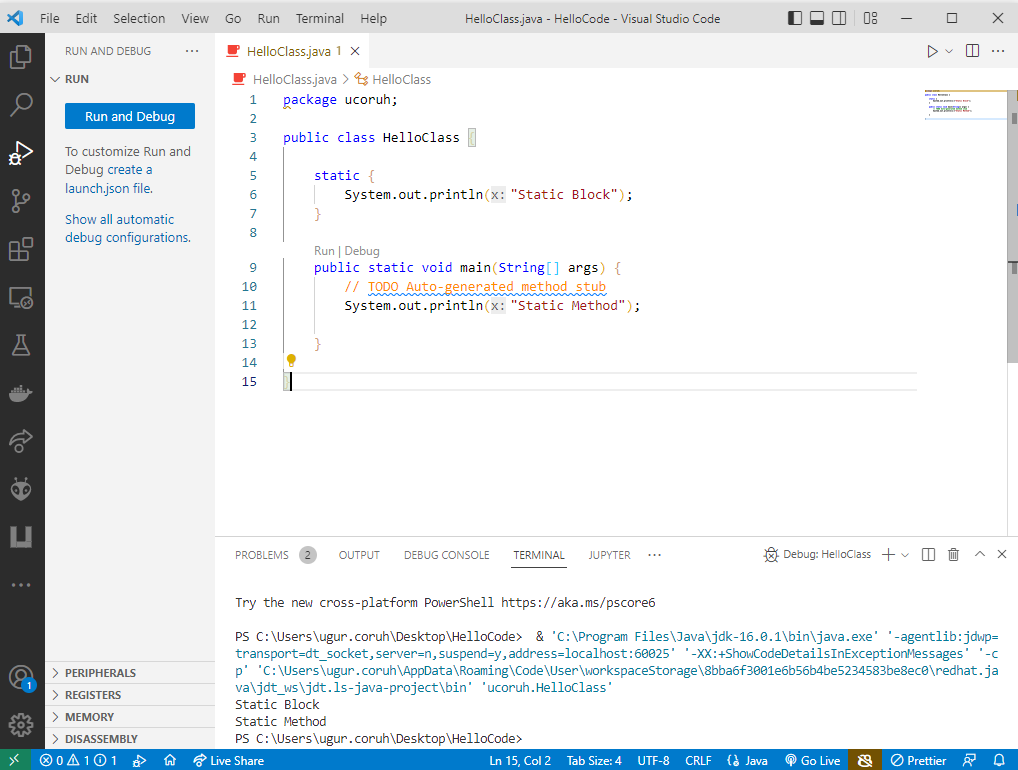 File Edit Selection View Go Run Terminal Help HelloClass.java - HelloCode - Visual Studio Code
RUN AND DEBUG ···
RUN
Run and Debug
To customize Run and
Debug create a
launch.json file.
Show all automatic
debug configurations.
PERIPHERALS
REGISTERS
MEMORY
DISASSEMBLY
1
HelloClass.java 1
HelloClass.java > HelloClass
1 package ucoruh;
2
3 public class HelloClass {
4
5 static {
6 System.out.println(x: "Static Block");
7 }
8
Run | Debug
9 public static void main(String[] args) {
10 // TODO Auto-generated method stub
11 System.out.println(x: "Static Method");
12
13 }
14
15 }
PROBLEMS 2 OUTPUT DEBUG CONSOLE TERMINAL JUPYTER ··· Debug: HelloClass
Try the new cross-platform PowerShell https://aka.ms/pscore6
PS C:\Users\ugur.coruh\Desktop\HelloCode> & 'C:\Program Files\Java\jdk-16.0.1\bin\java.exe' '-agentlib:jdwp=
transport=dt_socket,server=n,suspend=y,address=localhost:60025' '-XX:+ShowCodeDetailsInExceptionMessages' '-c
p' 'C:\Users\ugur.coruh\AppData\Roaming\Code\User\workspaceStorage\8bba6f3001e6b56b4be5234583be8ec0\redhat.ja
va\jdt_ws\jdt.ls-java-project\bin' 'ucoruh.HelloClass'
Static Block
Static Method
PS C:\Users\ugur.coruh\Desktop\HelloCode>
0 1 1 Live Share Ln 15, Col 2 Tab Size: 4 UTF-8 CRLF {} Java Go Live Prettier